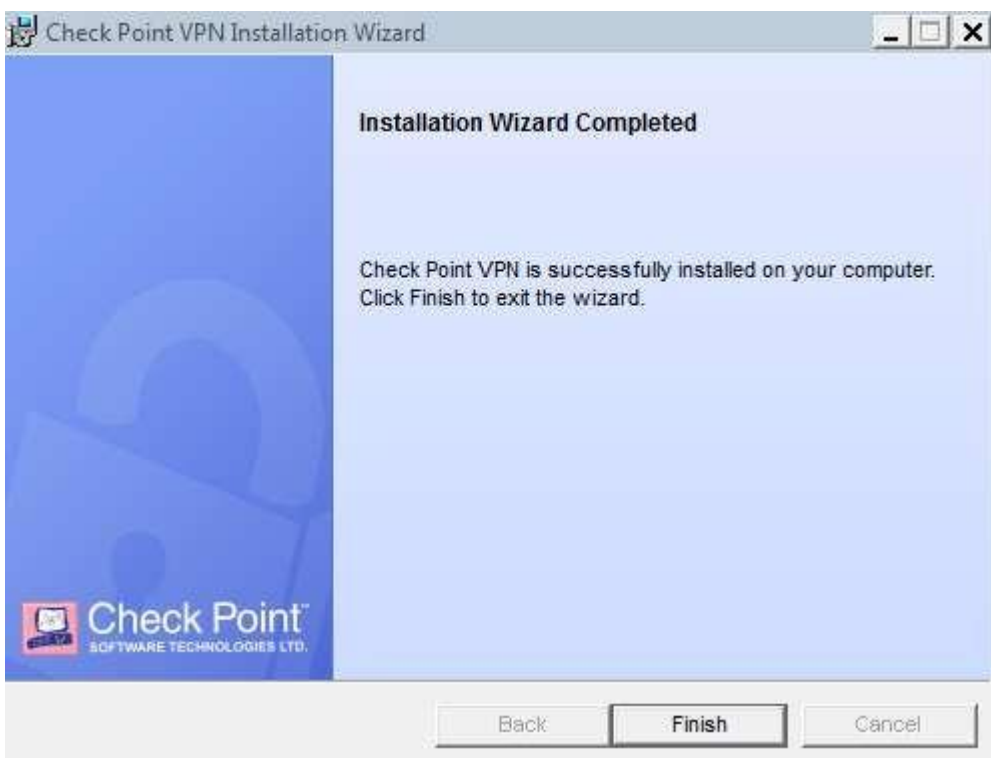 Check Point VPN Installation Wizard
Installation Wizard Completed
Check Point VPN is successfully installed on your computer.
Click Finish to exit the wizard.
Check Point™
SOFTWARE TECHNOLOGIES LTD.
Back
Finish
Cancel